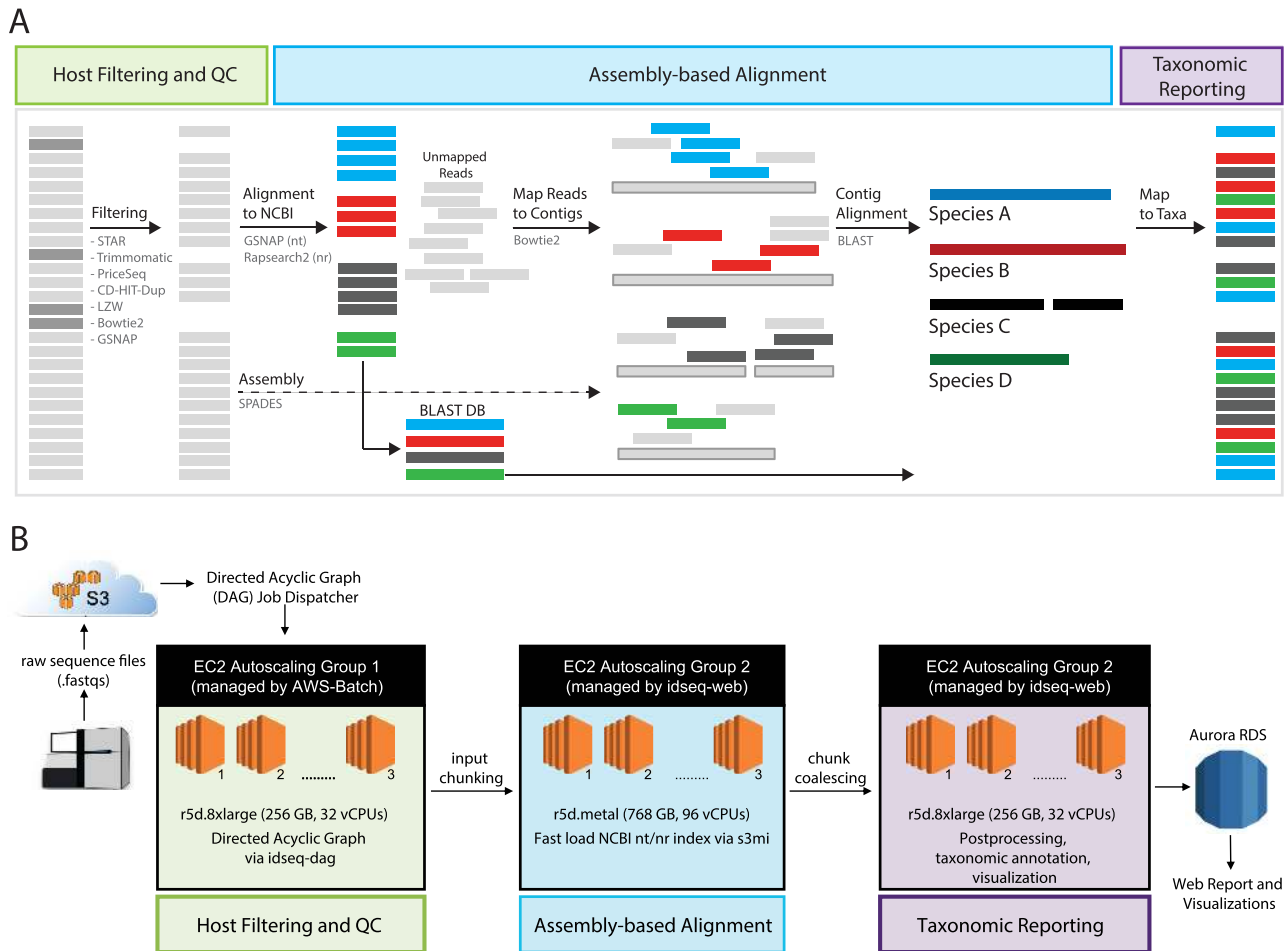 A
Host Filtering and QC
Assembly-based Alignment
Taxonomic
Reporting
Filtering
- STAR
- Trimmomatic
- PriceSeq
- CD-HIT-Dup
- LZW
- Bowtie2
- GSNAP
Alignment
to NCBI
GSNAP (nt)
Rapsearch2 (nr)
Unmapped
Reads
Map Reads
to Contigs
Bowtie2
Contig
Alignment
BLAST
Species A
Species B
Species C
Species D
Map
to Taxa
Assembly
SPADES
BLAST DB
B
S3
Directed Acyclic Graph
(DAG) Job Dispatcher
raw sequence files
(.fastqs)
EC2 Autoscaling Group 1
(managed by AWS-Batch)
1
2
.........
3
r5d.8xlarge (256 GB, 32 vCPUs)
Directed Acyclic Graph
via idseq-dag
Host Filtering and QC
input
chunking
EC2 Autoscaling Group 2
(managed by idseq-web)
1
2
.........
3
r5d.metal (768 GB, 96 vCPUs)
Fast load NCBI nt/nr index via s3mi
Assembly-based Alignment
chunk
coalescing
EC2 Autoscaling Group 2
(managed by idseq-web)
1
2
.........
3
r5d.8xlarge (256 GB, 32 vCPUs)
Postprocessing,
taxonomic annotation,
visualization
Taxonomic Reporting
Aurora RDS
Web Report and
Visualizations